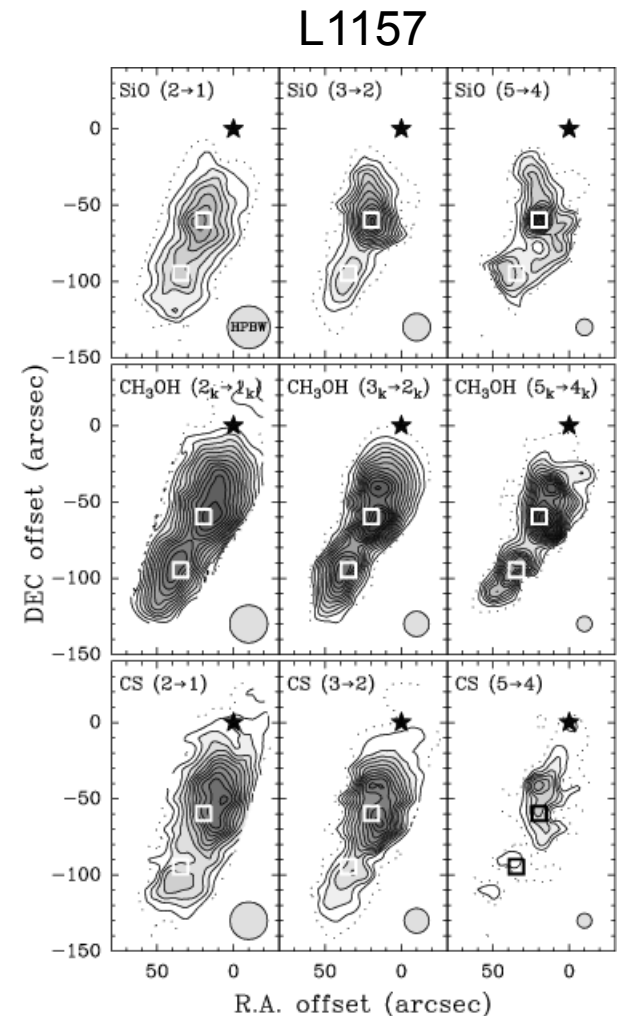 L1157
SiO (2→1) SiO (3→2) SiO (5→4)
0
−50
−100
HPBW
−150
CH₃OH (2ₖ→1ₖ) CH₃OH (3ₖ→2ₖ) CH₃OH (5ₖ→4ₖ)
0
−50
−100
−150
DEC offset (arcsec)
CS (2→1) CS (3→2) CS (5→4)
0
−50
−100
−150
50 0 50 0 50 0
R.A. offset (arcsec)